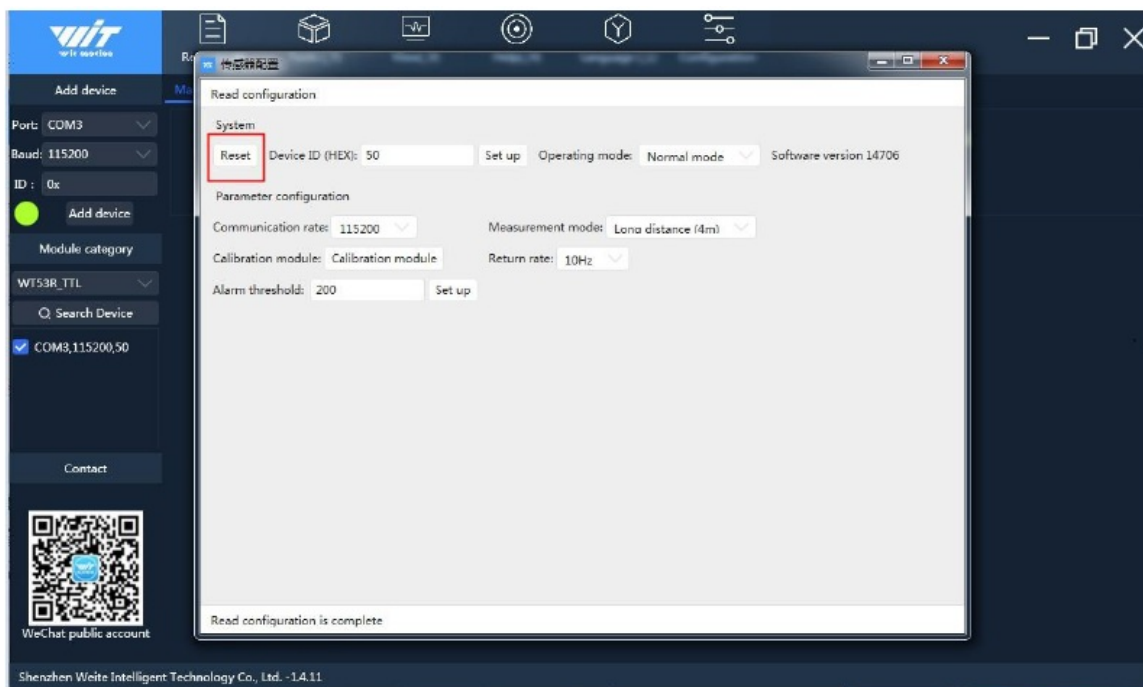 WiT
wit motion
Add device
Port: COM3
Baud: 115200
ID : 0x
Add device
Module category
WT53R_TTL
Search Device
COM3,115200,50
Contact
WeChat public account
传感器配置
Read configuration
System
Reset Device ID (HEX): 50 Set up Operating mode: Normal mode Software version 14706
Parameter configuration
Communication rate: 115200 Measurement mode: Long distance (4m)
Calibration module: Calibration module Return rate: 10Hz
Alarm threshold: 200 Set up
Read configuration is complete
Shenzhen Weite Intelligent Technology Co., Ltd. -1.4.11